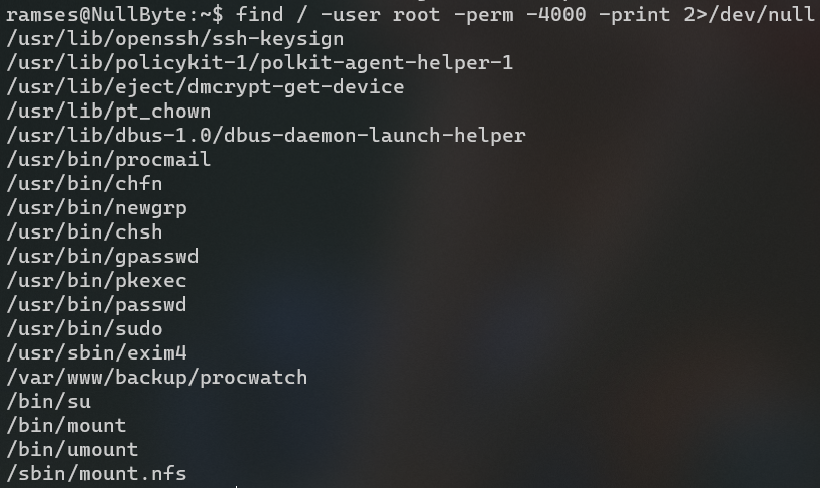 ramses@NullByte:~$ find / -user root -perm -4000 -print 2>/dev/null
/usr/lib/openssh/ssh-keysign
/usr/lib/policykit-1/polkit-agent-helper-1
/usr/lib/eject/dmcrypt-get-device
/usr/lib/pt_chown
/usr/lib/dbus-1.0/dbus-daemon-launch-helper
/usr/bin/procmail
/usr/bin/chfn
/usr/bin/newgrp
/usr/bin/chsh
/usr/bin/gpasswd
/usr/bin/pkexec
/usr/bin/passwd
/usr/bin/sudo
/usr/sbin/exim4
/var/www/backup/procwatch
/bin/su
/bin/mount
/bin/umount
/sbin/mount.nfs